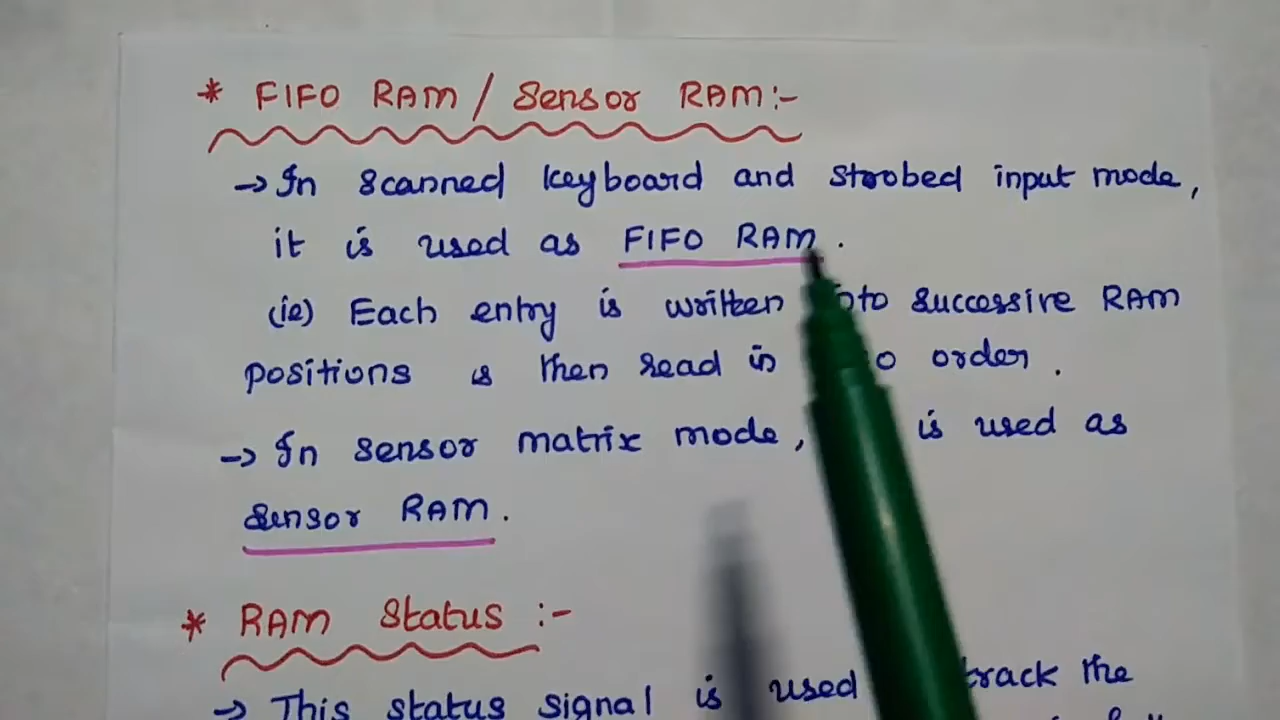 * FIFO RAM / Sensor RAM:-
→ In scanned keyboard and strobed input mode,
it is used as FIFO RAM.
(ie) Each entry is written into successive RAM
positions is then read in order.
→ In sensor matrix mode, is used as
sensor RAM.
* RAM Status :-
→ This status signal is used track the